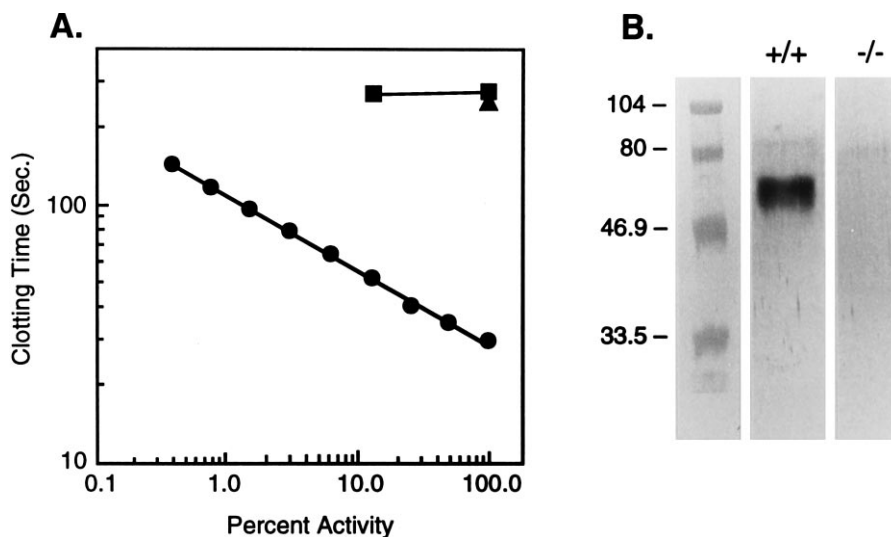 A.
Clotting Time (Sec.)
100
10
0.1 1.0 10.0 100.0
Percent Activity
B.
+/+ -/-
104 –
80 –
46.9 –
33.5 –